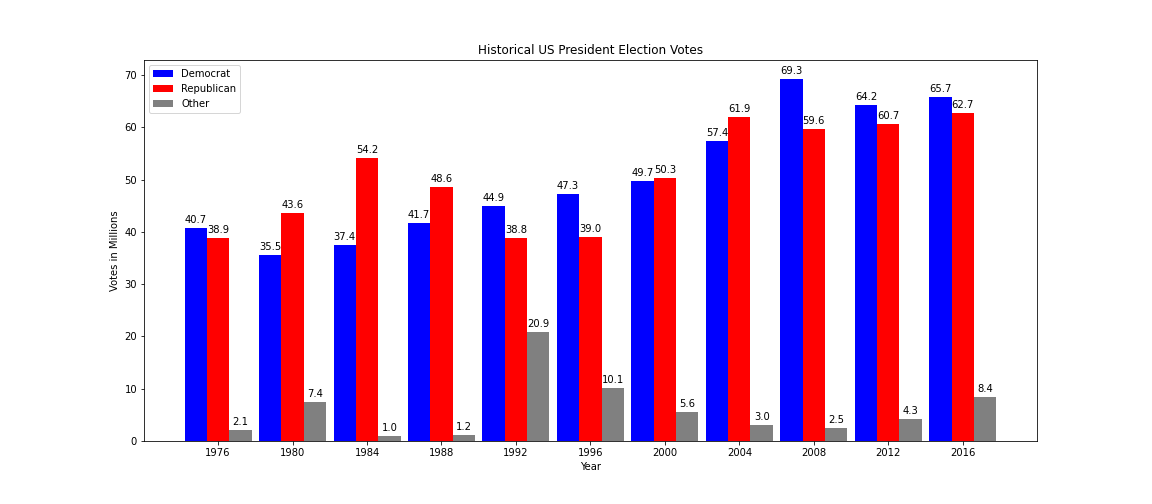 Historical US President Election Votes
Democrat
Republican
Other
Votes in Millions
70
60
50
40
30
20
10
0
40.7 38.9 2.1
35.5 43.6 7.4
37.4 54.2 1.0
41.7 48.6 1.2
44.9 38.8 20.9
47.3 39.0 10.1
49.7 50.3 5.6
57.4 61.9 3.0
69.3 59.6 2.5
64.2 60.7 4.3
65.7 62.7 8.4
1976 1980 1984 1988 1992 1996 2000 2004 2008 2012 2016
Year